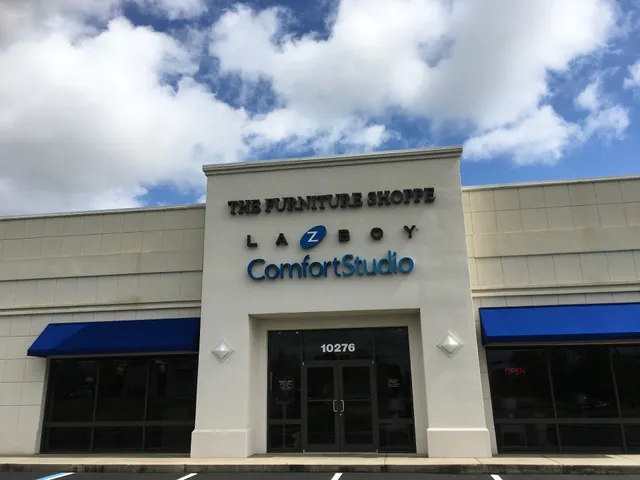 THE FURNITURE SHOPPE
LA Z BOY
ComfortStudio
10276
OPEN